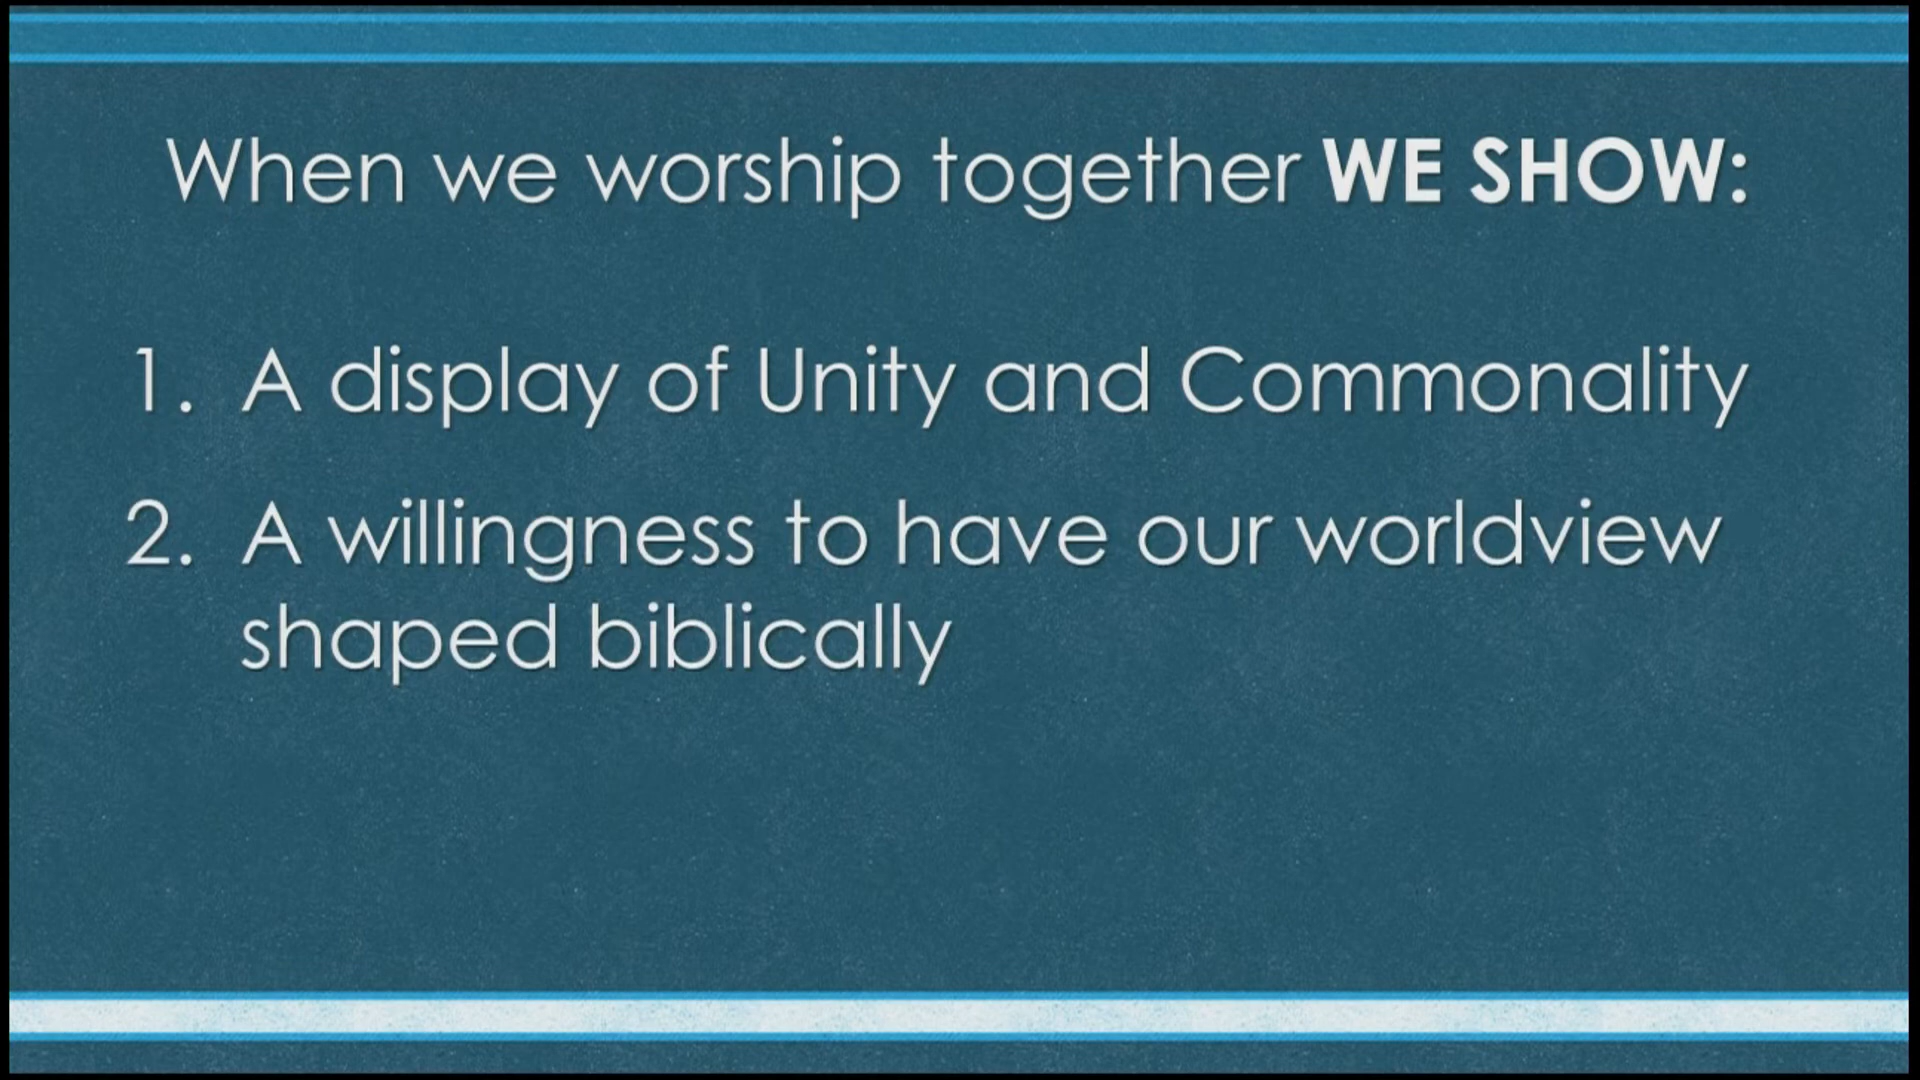 When we worship together WE SHOW:
1. A display of Unity and Commonality
2. A willingness to have our worldview
shaped biblically